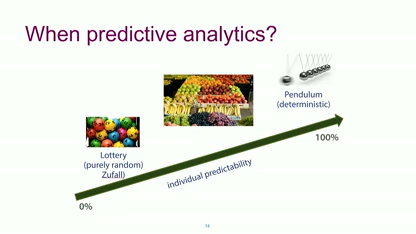 When predictive analytics?
Pendulum
(deterministic)
Lottery
(purely random)
Zufall)
individual predictability
100%
0%
14